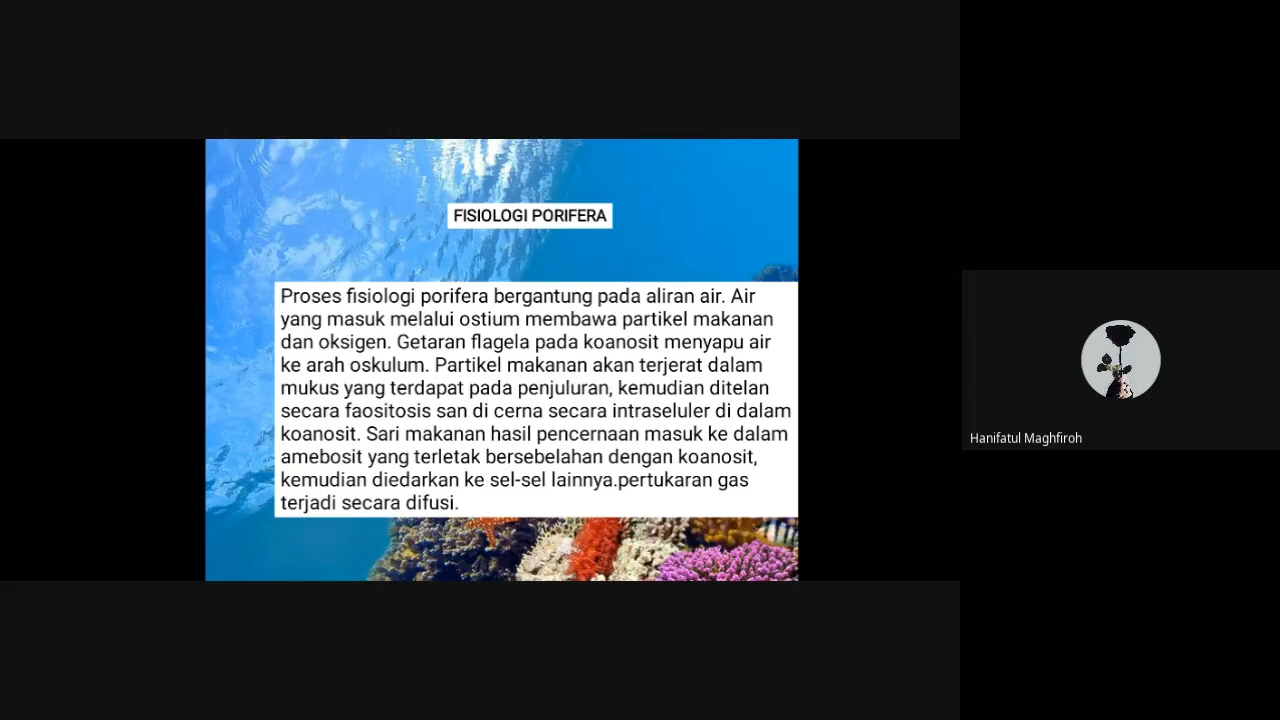 FISIOLOGI PORIFERA
Proses fisiologi porifera bergantung pada aliran air. Air
yang masuk melalui ostium membawa partikel makanan
dan oksigen. Getaran flagela pada koanosit menyapu air
ke arah oskulum. Partikel makanan akan terjerat dalam
mukus yang terdapat pada penjuluran, kemudian ditelan
secara faositosis san di cerna secara intraseluler di dalam
koanosit. Sari makanan hasil pencernaan masuk ke dalam
amebosit yang terletak bersebelahan dengan koanosit,
kemudian diedarkan ke sel-sel lainnya.pertukaran gas
terjadi secara difusi.
Hanifatul Maghfiroh